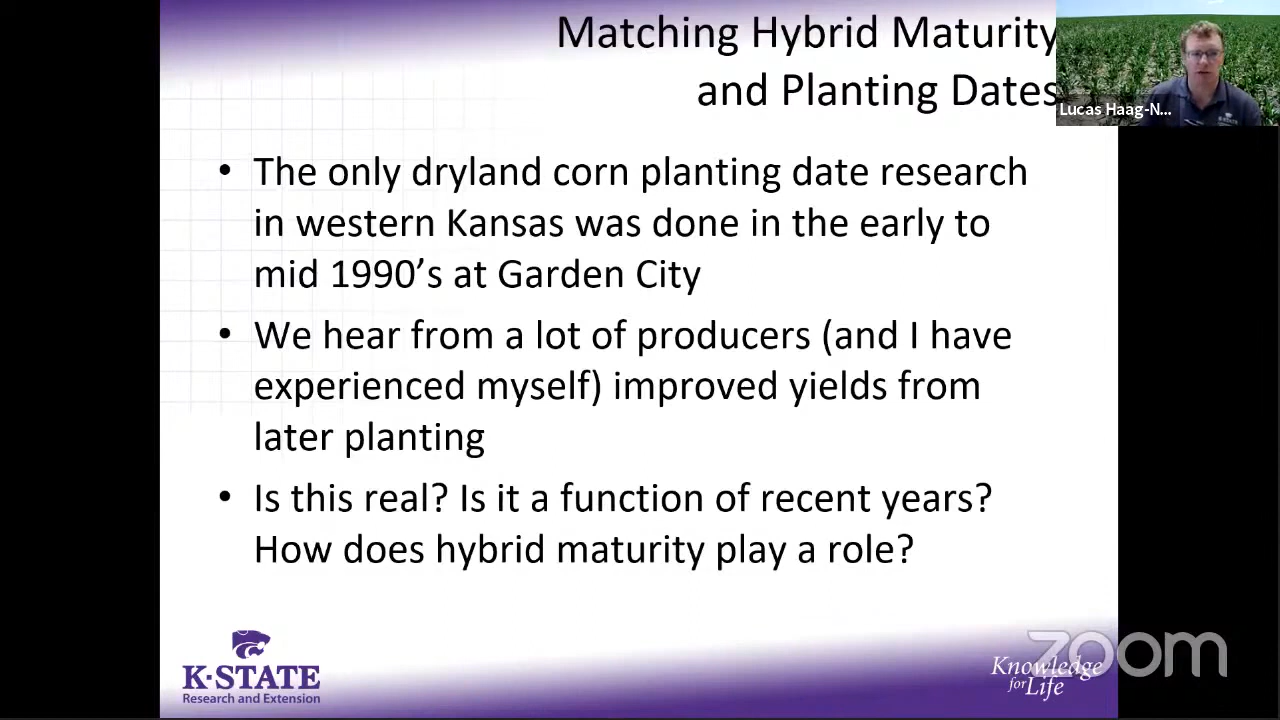 Matching Hybrid Maturity
and Planting Dates
Lucas Haag-N...
• The only dryland corn planting date research
in western Kansas was done in the early to
mid 1990’s at Garden City
• We hear from a lot of producers (and I have
experienced myself) improved yields from
later planting
• Is this real? Is it a function of recent years?
How does hybrid maturity play a role?
K-STATE
Research and Extension
Knowledge
for Life
zoom